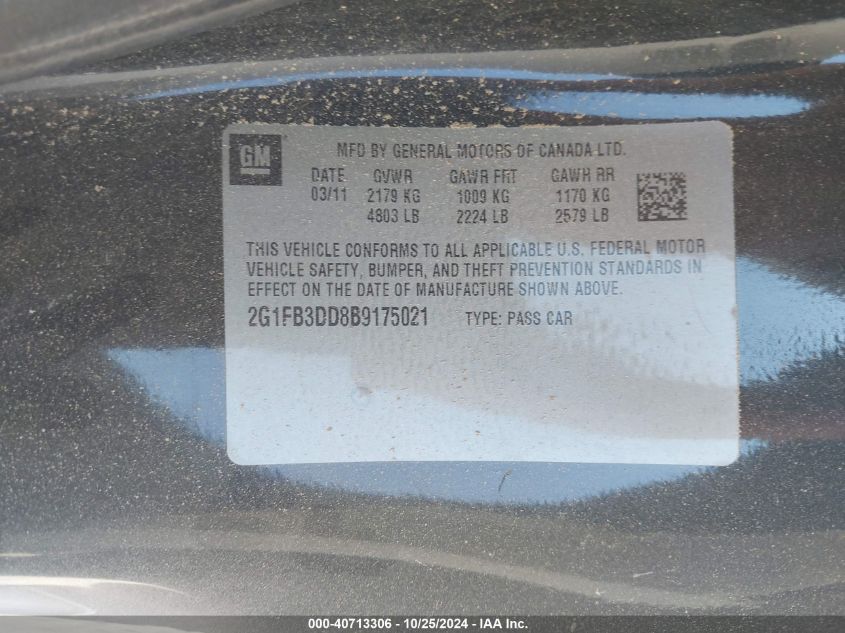 GM
MFD BY GENERAL MOTORS OF CANADA LTD.
DATE GVWR GAWR FRT GAWR RR
03/11 2179 KG 1009 KG 1170 KG
4803 LB 2224 LB 2579 LB
THIS VEHICLE CONFORMS TO ALL APPLICABLE U.S. FEDERAL MOTOR
VEHICLE SAFETY, BUMPER, AND THEFT PREVENTION STANDARDS IN
EFFECT ON THE DATE OF MANUFACTURE SHOWN ABOVE.
2G1FB3DD8B9175021 TYPE: PASS CAR
000-40713306 - 10/25/2024 - IAA Inc.